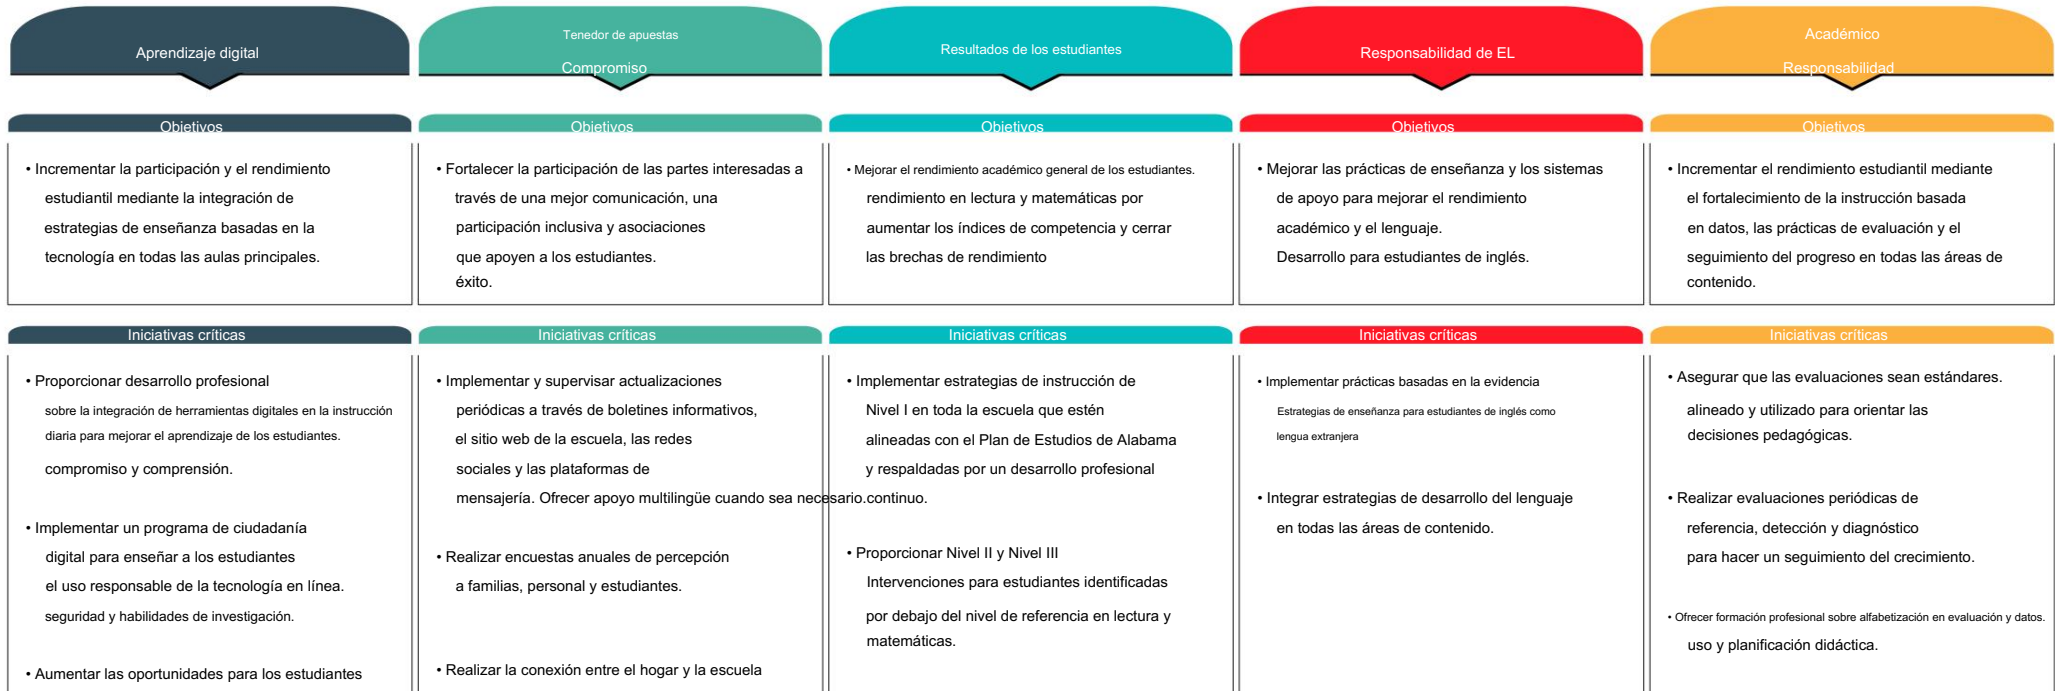 Aprendizaje digital
Tenedor de apuestas
Compromiso
Resultados de los estudiantes
Responsabilidad de EL
Académico
Responsabilidad
Objetivos
• Incrementar la participación y el rendimiento
estudiantil mediante la integración de
estrategias de enseñanza basadas en la
tecnología en todas las aulas principales.
Objetivos
• Fortalecer la participación de las partes interesadas a
través de una mejor comunicación, una
participación inclusiva y asociaciones
que apoyen a los estudiantes.
éxito.
Objetivos
• Mejorar el rendimiento académico general de los estudiantes.
rendimiento en lectura y matemáticas por
aumentar los índices de competencia y cerrar
las brechas de rendimiento
Objetivos
• Mejorar las prácticas de enseñanza y los sistemas
de apoyo para mejorar el rendimiento
académico y el lenguaje.
Desarrollo para estudiantes de inglés.
Objetivos
• Incrementar el rendimiento estudiantil mediante
el fortalecimiento de la instrucción basada
en datos, las prácticas de evaluación y el
seguimiento del progreso en todas las áreas de
contenido.
Iniciativas críticas
• Proporcionar desarrollo profesional
sobre la integración de herramientas digitales en la instrucción
diaria para mejorar el aprendizaje de los estudiantes.
compromiso y comprensión.
• Implementar un programa de ciudadanía
digital para enseñar a los estudiantes
el uso responsable de la tecnología en línea.
seguridad y habilidades de investigación.
• Aumentar las oportunidades para los estudiantes
Iniciativas críticas
• Implementar y supervisar actualizaciones
periódicas a través de boletines informativos,
el sitio web de la escuela, las redes
sociales y las plataformas de
mensajería. Ofrecer apoyo multilingüe cuando sea necesario.
• Realizar encuestas anuales de percepción
a familias, personal y estudiantes.
• Realizar la conexión entre el hogar y la escuela
Iniciativas críticas
• Implementar estrategias de instrucción de
Nivel I en toda la escuela que estén
alineadas con el Plan de Estudios de Alabama
y respaldadas por un desarrollo profesional
continuo.
• Proporcionar Nivel II y Nivel III
Intervenciones para estudiantes identificadas
por debajo del nivel de referencia en lectura y
matemáticas.
Iniciativas críticas
• Implementar prácticas basadas en la evidencia
Estrategias de enseñanza para estudiantes de inglés como
lengua extranjera
• Integrar estrategias de desarrollo del lenguaje
en todas las áreas de contenido.
Iniciativas críticas
• Asegurar que las evaluaciones sean estándares.
alineado y utilizado para orientar las
decisiones pedagógicas.
• Realizar evaluaciones periódicas de
referencia, detección y diagnóstico
para hacer un seguimiento del crecimiento.
• Ofrecer formación profesional sobre alfabetización en evaluación y datos.
uso y planificación didáctica.